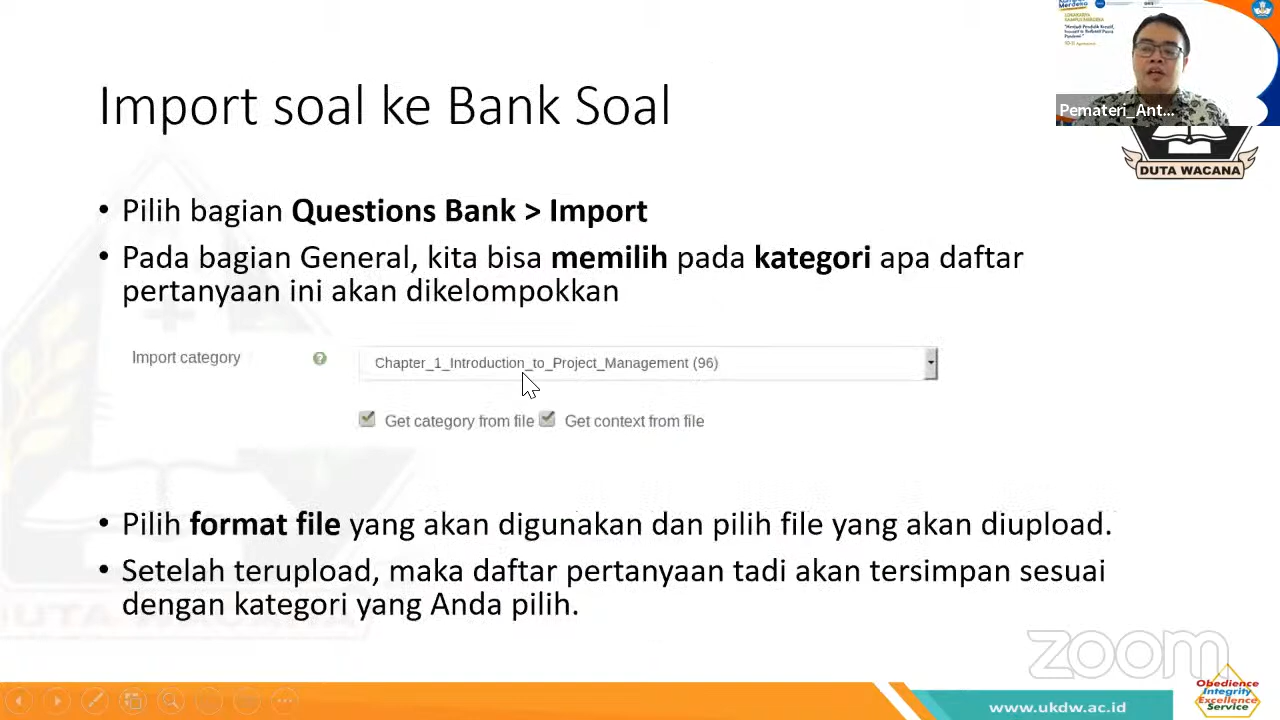 Import soal ke Bank Soal
Pemateri_Ant...
DUTA WACANA
• Pilih bagian Questions Bank > Import
• Pada bagian General, kita bisa memilih pada kategori apa daftar
pertanyaan ini akan dikelompokkan
Import category
Chapter_1_Introduction_to_Project_Management (96)
Get category from file
Get context from file
• Pilih format file yang akan digunakan dan pilih file yang akan diupload.
• Setelah terupload, maka daftar pertanyaan tadi akan tersimpan sesuai
dengan kategori yang Anda pilih.
DUTA WACANA
zoom
www.ukdw.ac.id
Obedience
Integrity
Excellence
Service